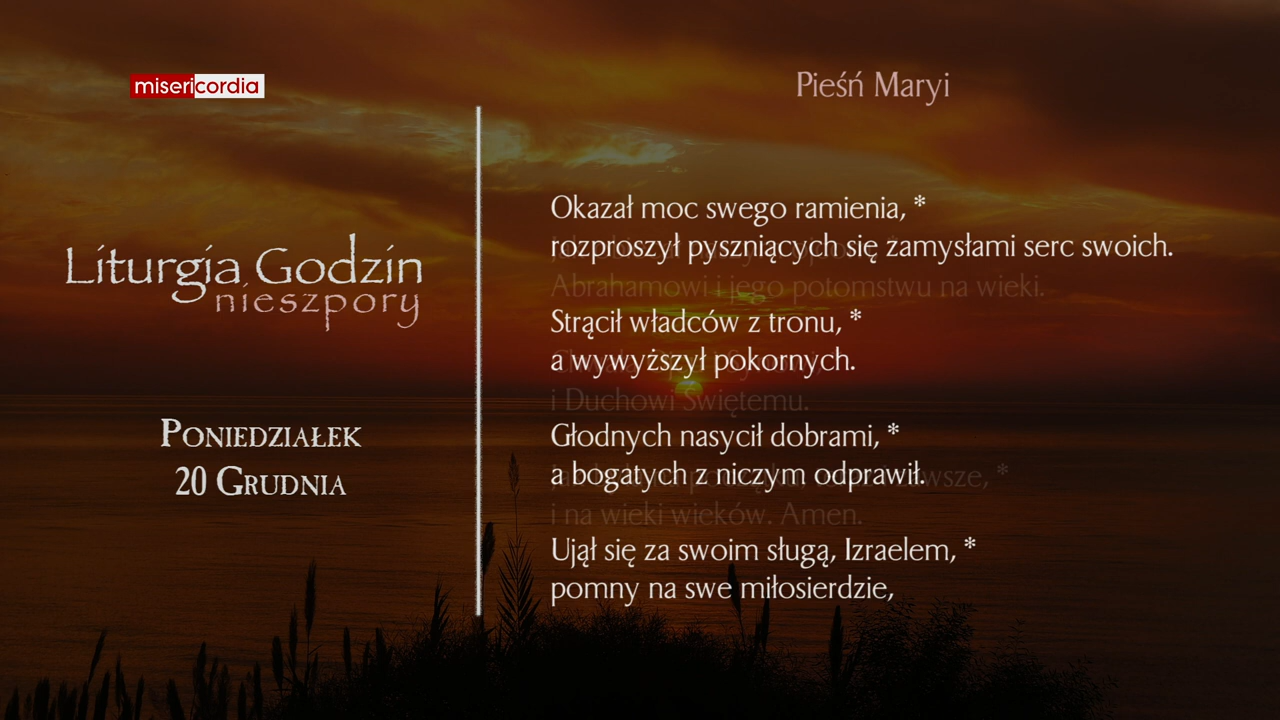 misericordia
Pieśń Maryi
Liturgia Godzin
nieszpory
Poniedziałek
20 Grudnia
Okazał moc swego ramienia, *
rozproszył pyszniących się zamysłami serc swoich.
Abrahamowi i jego potomstwu na wieki.
Strącił władców z tronu, *
a wywyższył pokornych.
i Duchowi Świętemu.
Głodnych nasycił dobrami, *
a bogatych z niczym odprawił.
i na wieki wieków. Amen.
Ujął się za swoim sługą, Izraelem, *
pomny na swe miłosierdzie,